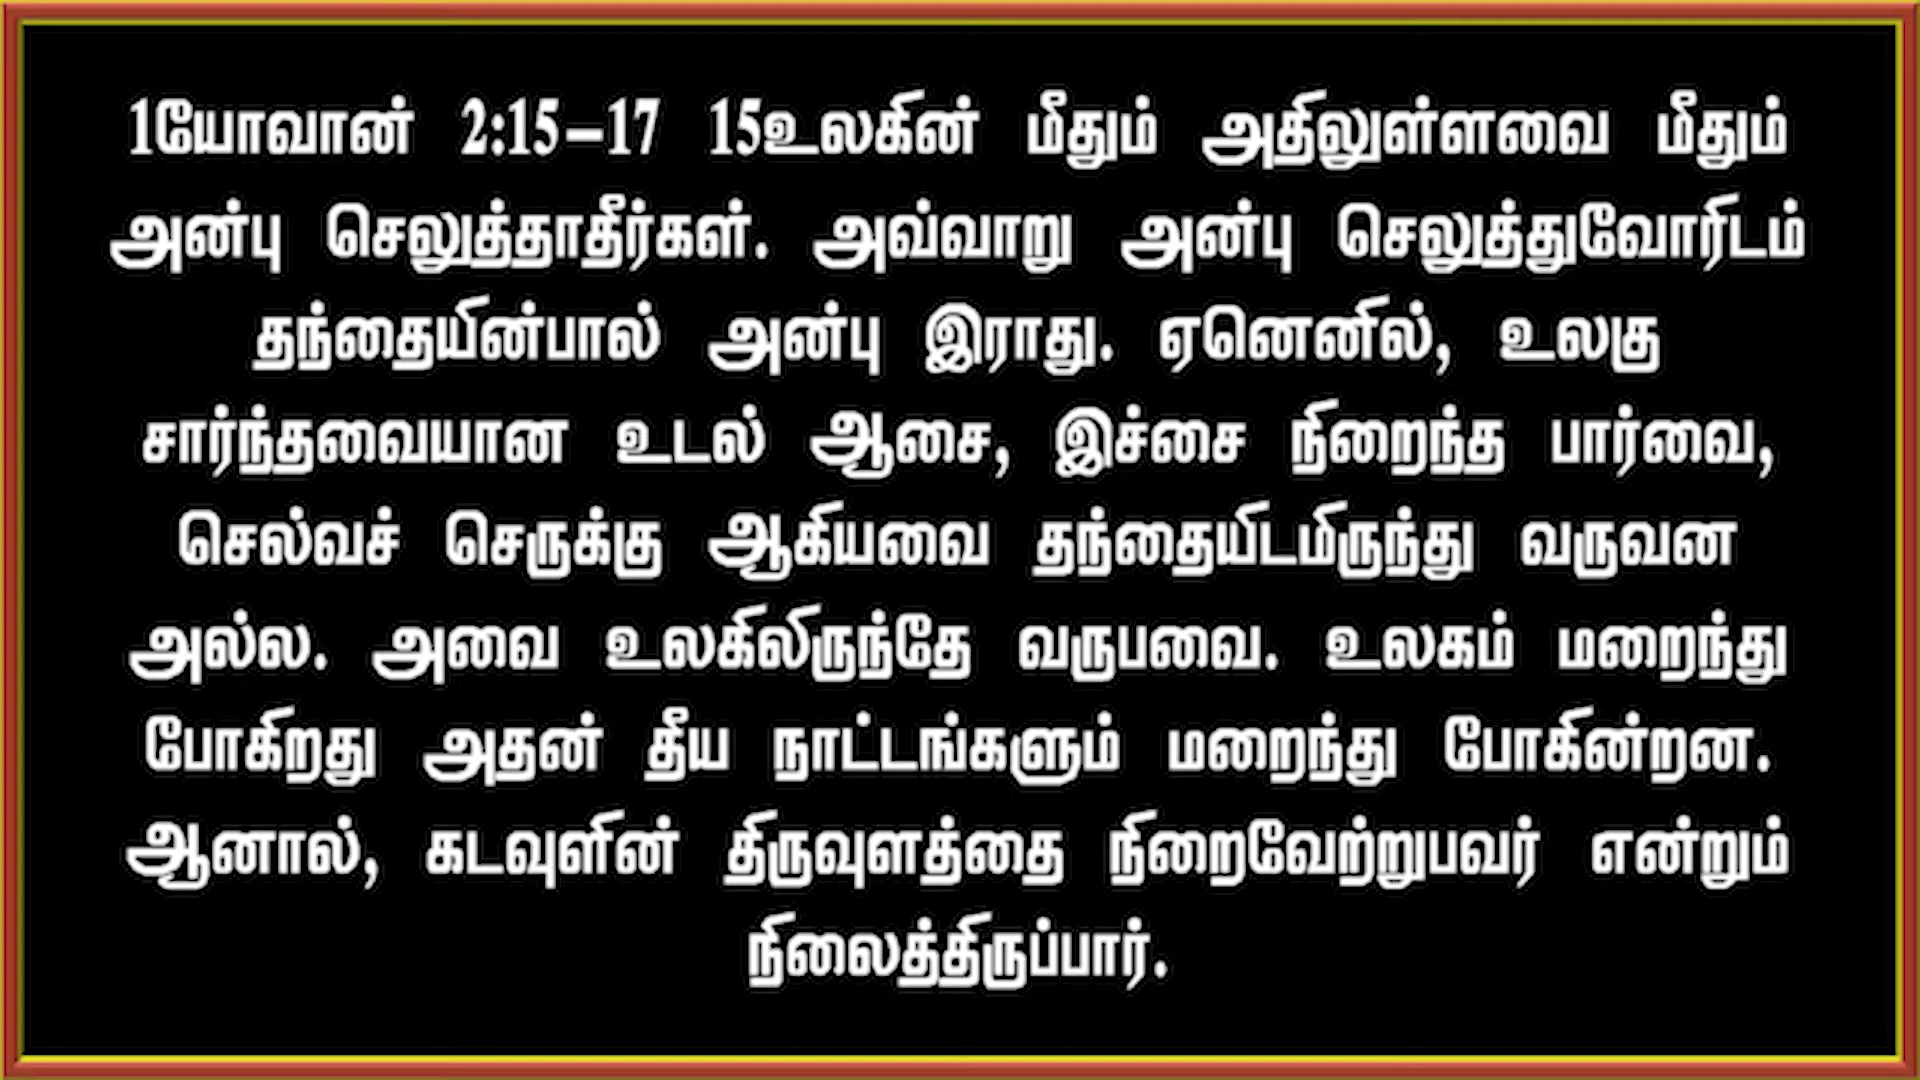 1யோவான் 2:15–17 15உலகின் மீதும் அதிலுள்ளவை மீதும்
அன்பு செலுத்தாதீர்கள். அவ்வாறு அன்பு செலுத்துவோரிடம்
தந்தையின்பால் அன்பு இராது. ஏனெனில், உலகு
சார்ந்தவையான உடல் ஆசை, இச்சை நிறைந்த பார்வை,
செல்வச் செருக்கு ஆகியவை தந்தையிடமிருந்து வருவன
அல்ல. அவை உலகிலிருந்தே வருபவை. உலகம் மறைந்து
போகிறது அதன் தீய நாட்டங்களும் மறைந்து போகின்றன.
ஆனால், கடவுளின் திருவுளத்தை நிறைவேற்றுபவர் என்றும்
நிலைத்திருப்பார்.